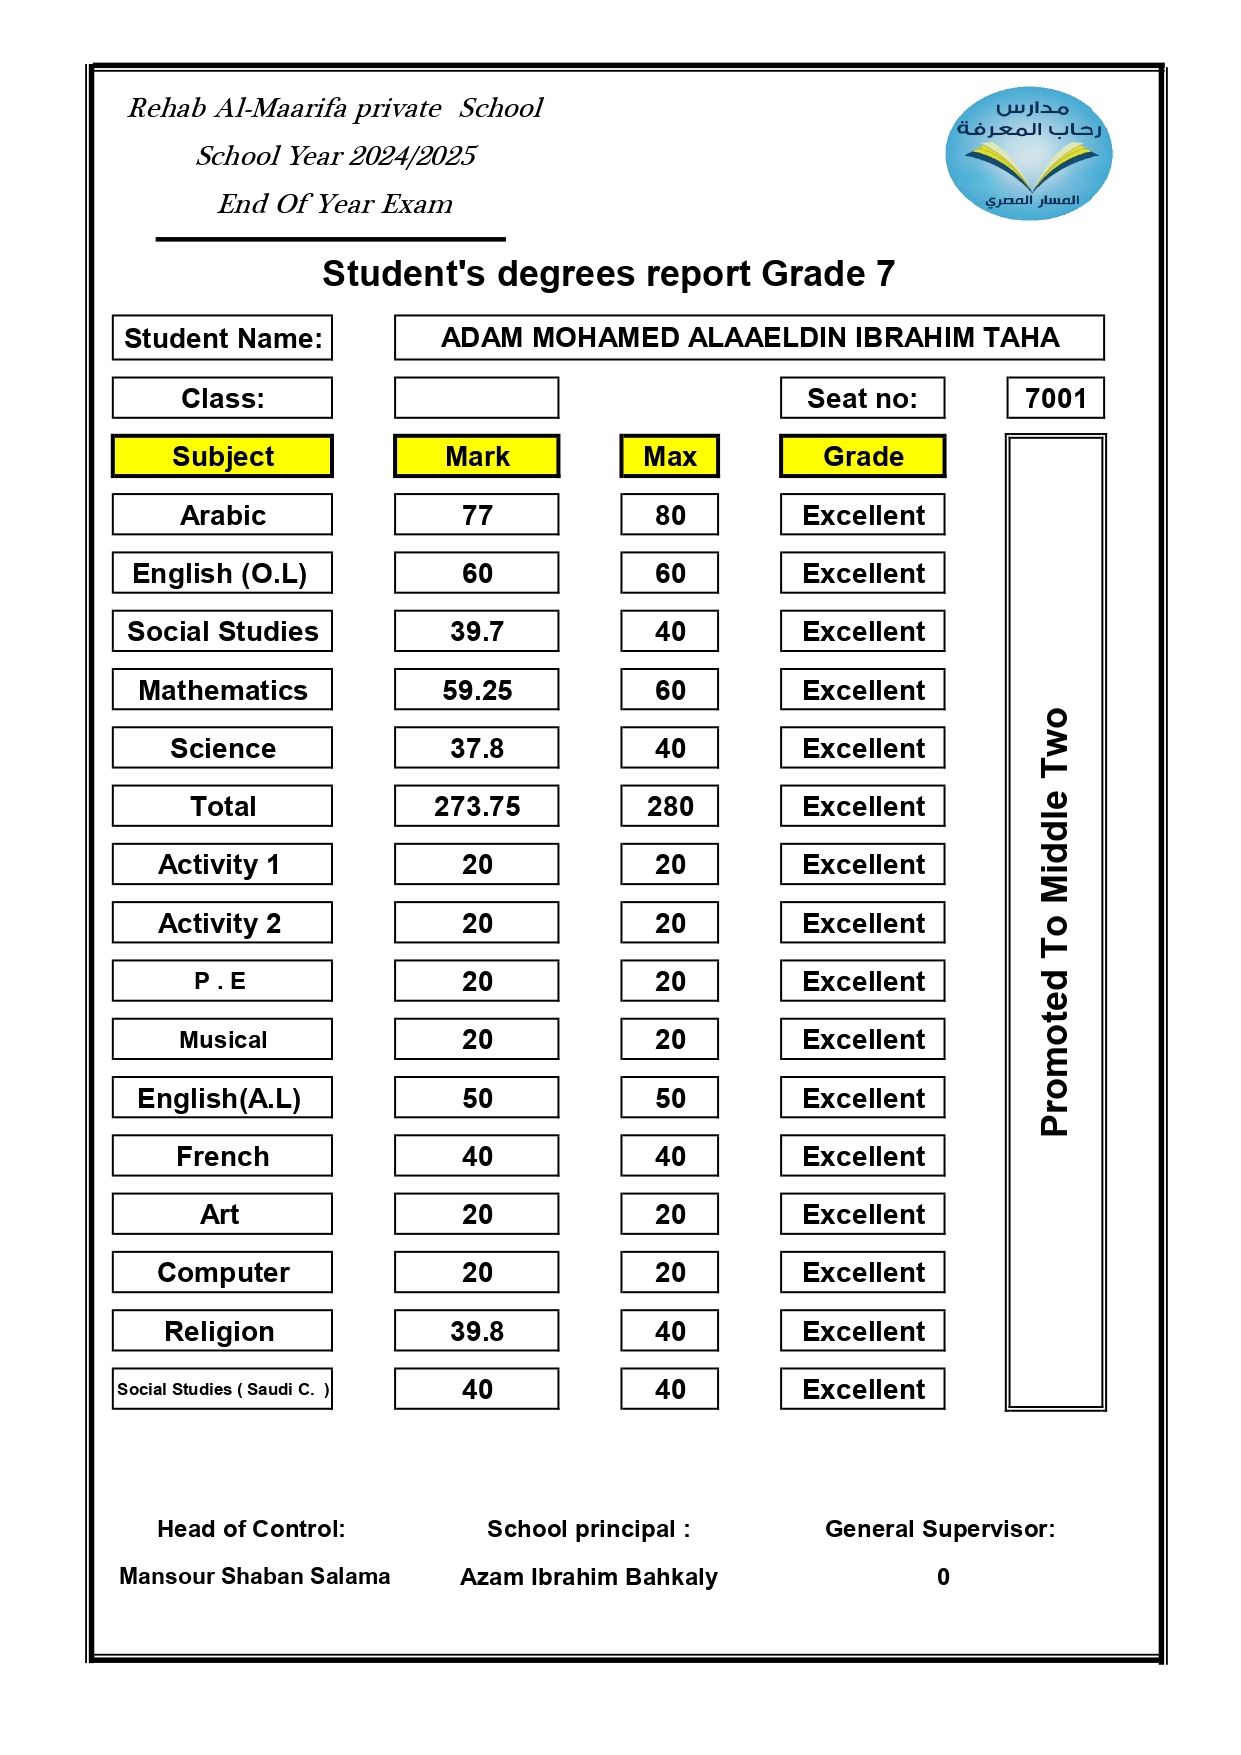 Rehab Al-Maarifa private School
School Year 2024/2025
End Of Year Exam
مدارس
رحاب المعرفة
المسار المصري
Student's degrees report Grade 7
Student Name: ADAM MOHAMED ALAAELDIN IBRAHIM TAHA
Class: Seat no: 7001
Subject Mark Max Grade
Arabic 77 80 Excellent
English (O.L) 60 60 Excellent
Social Studies 39.7 40 Excellent
Mathematics 59.25 60 Excellent
Science 37.8 40 Excellent
Total 273.75 280 Excellent
Activity 1 20 20 Excellent
Activity 2 20 20 Excellent
P . E 20 20 Excellent
Musical 20 20 Excellent
English(A.L) 50 50 Excellent
French 40 40 Excellent
Art 20 20 Excellent
Computer 20 20 Excellent
Religion 39.8 40 Excellent
Social Studies ( Saudi C. ) 40 40 Excellent
Promoted To Middle Two
Head of Control: School principal : General Supervisor:
Mansour Shaban Salama Azam Ibrahim Bahkaly 0